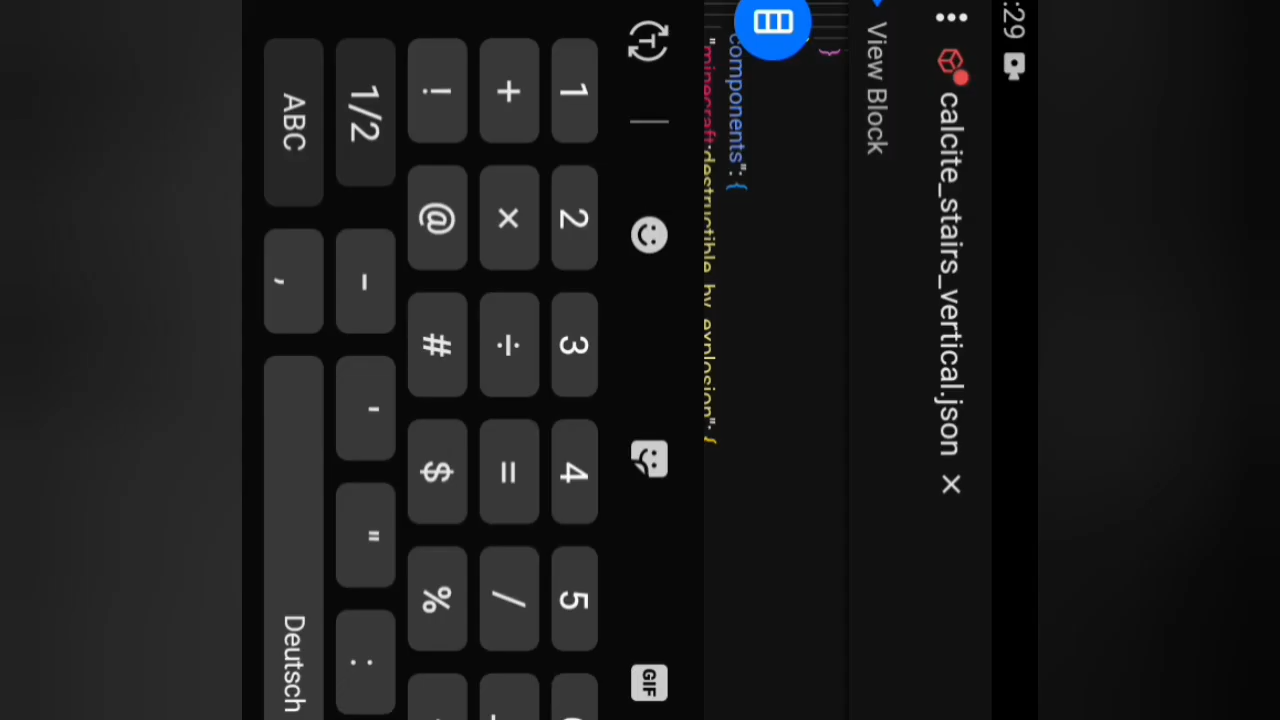 :29
calcite_stairs_vertical.json ×
View Block
}
components": {
"minecraft:destructible_by_explosion": {
GIF
1 2 3 4 5
+ × ÷ = /
! @ # $ %
1/2 - ' " :
ABC , Deutsch